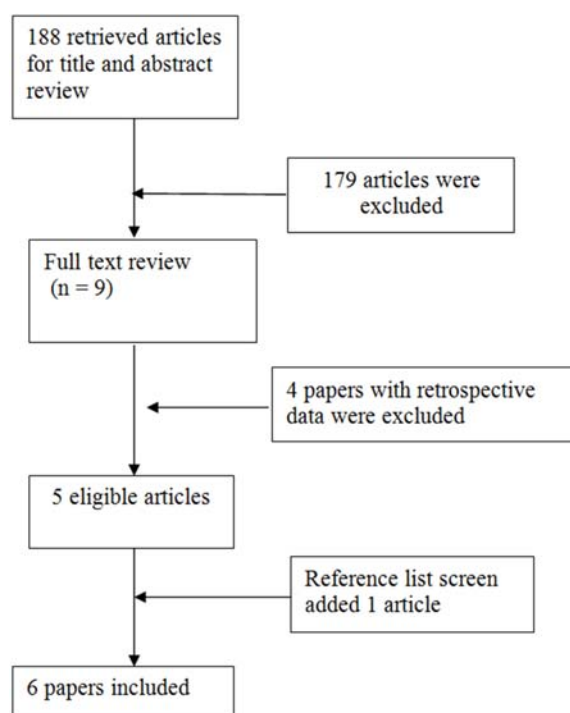 188 retrieved articles
for title and abstract
review
179 articles were
excluded
Full text review
(n = 9)
4 papers with retrospective
data were excluded
5 eligible articles
Reference list screen
added 1 article
6 papers included